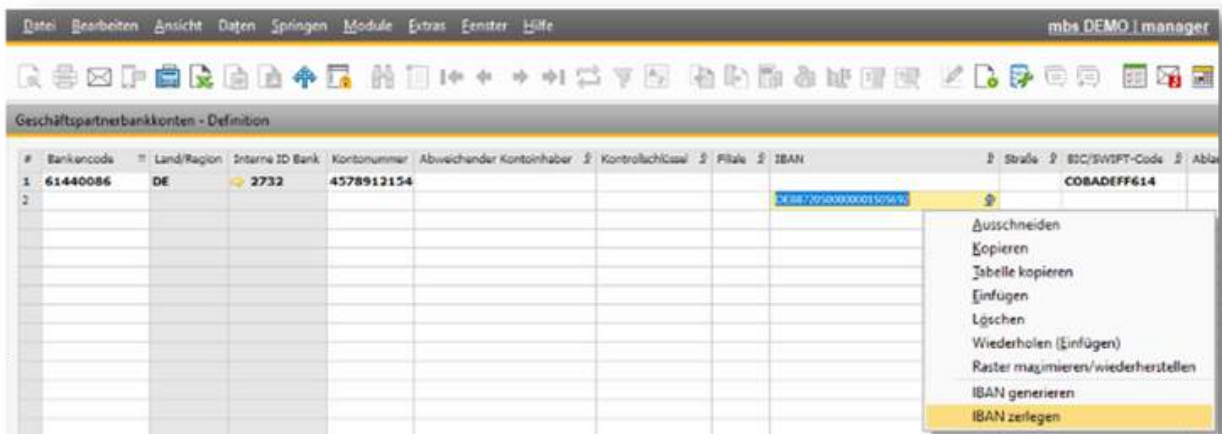 Datei Bearbeiten Ansicht Daten Springen Module Extras Fenster Hilfe mbs DEMO | manager
Geschäftspartnerbankkonten - Definition
# Bankencode Land/Region Interne ID Bank Kontonummer Abweichender Kontoinhaber Kontrollschlüssel Filiale IBAN Straße BIC/SWIFT-Code
1 61440086 DE 2732 4578912154 COBADEFF614
2
Ausschneiden
Kopieren
Tabelle kopieren
Einfügen
Löschen
Wiederholen (Einfügen)
Raster maximieren/wiederherstellen
IBAN generieren
IBAN zerlegen